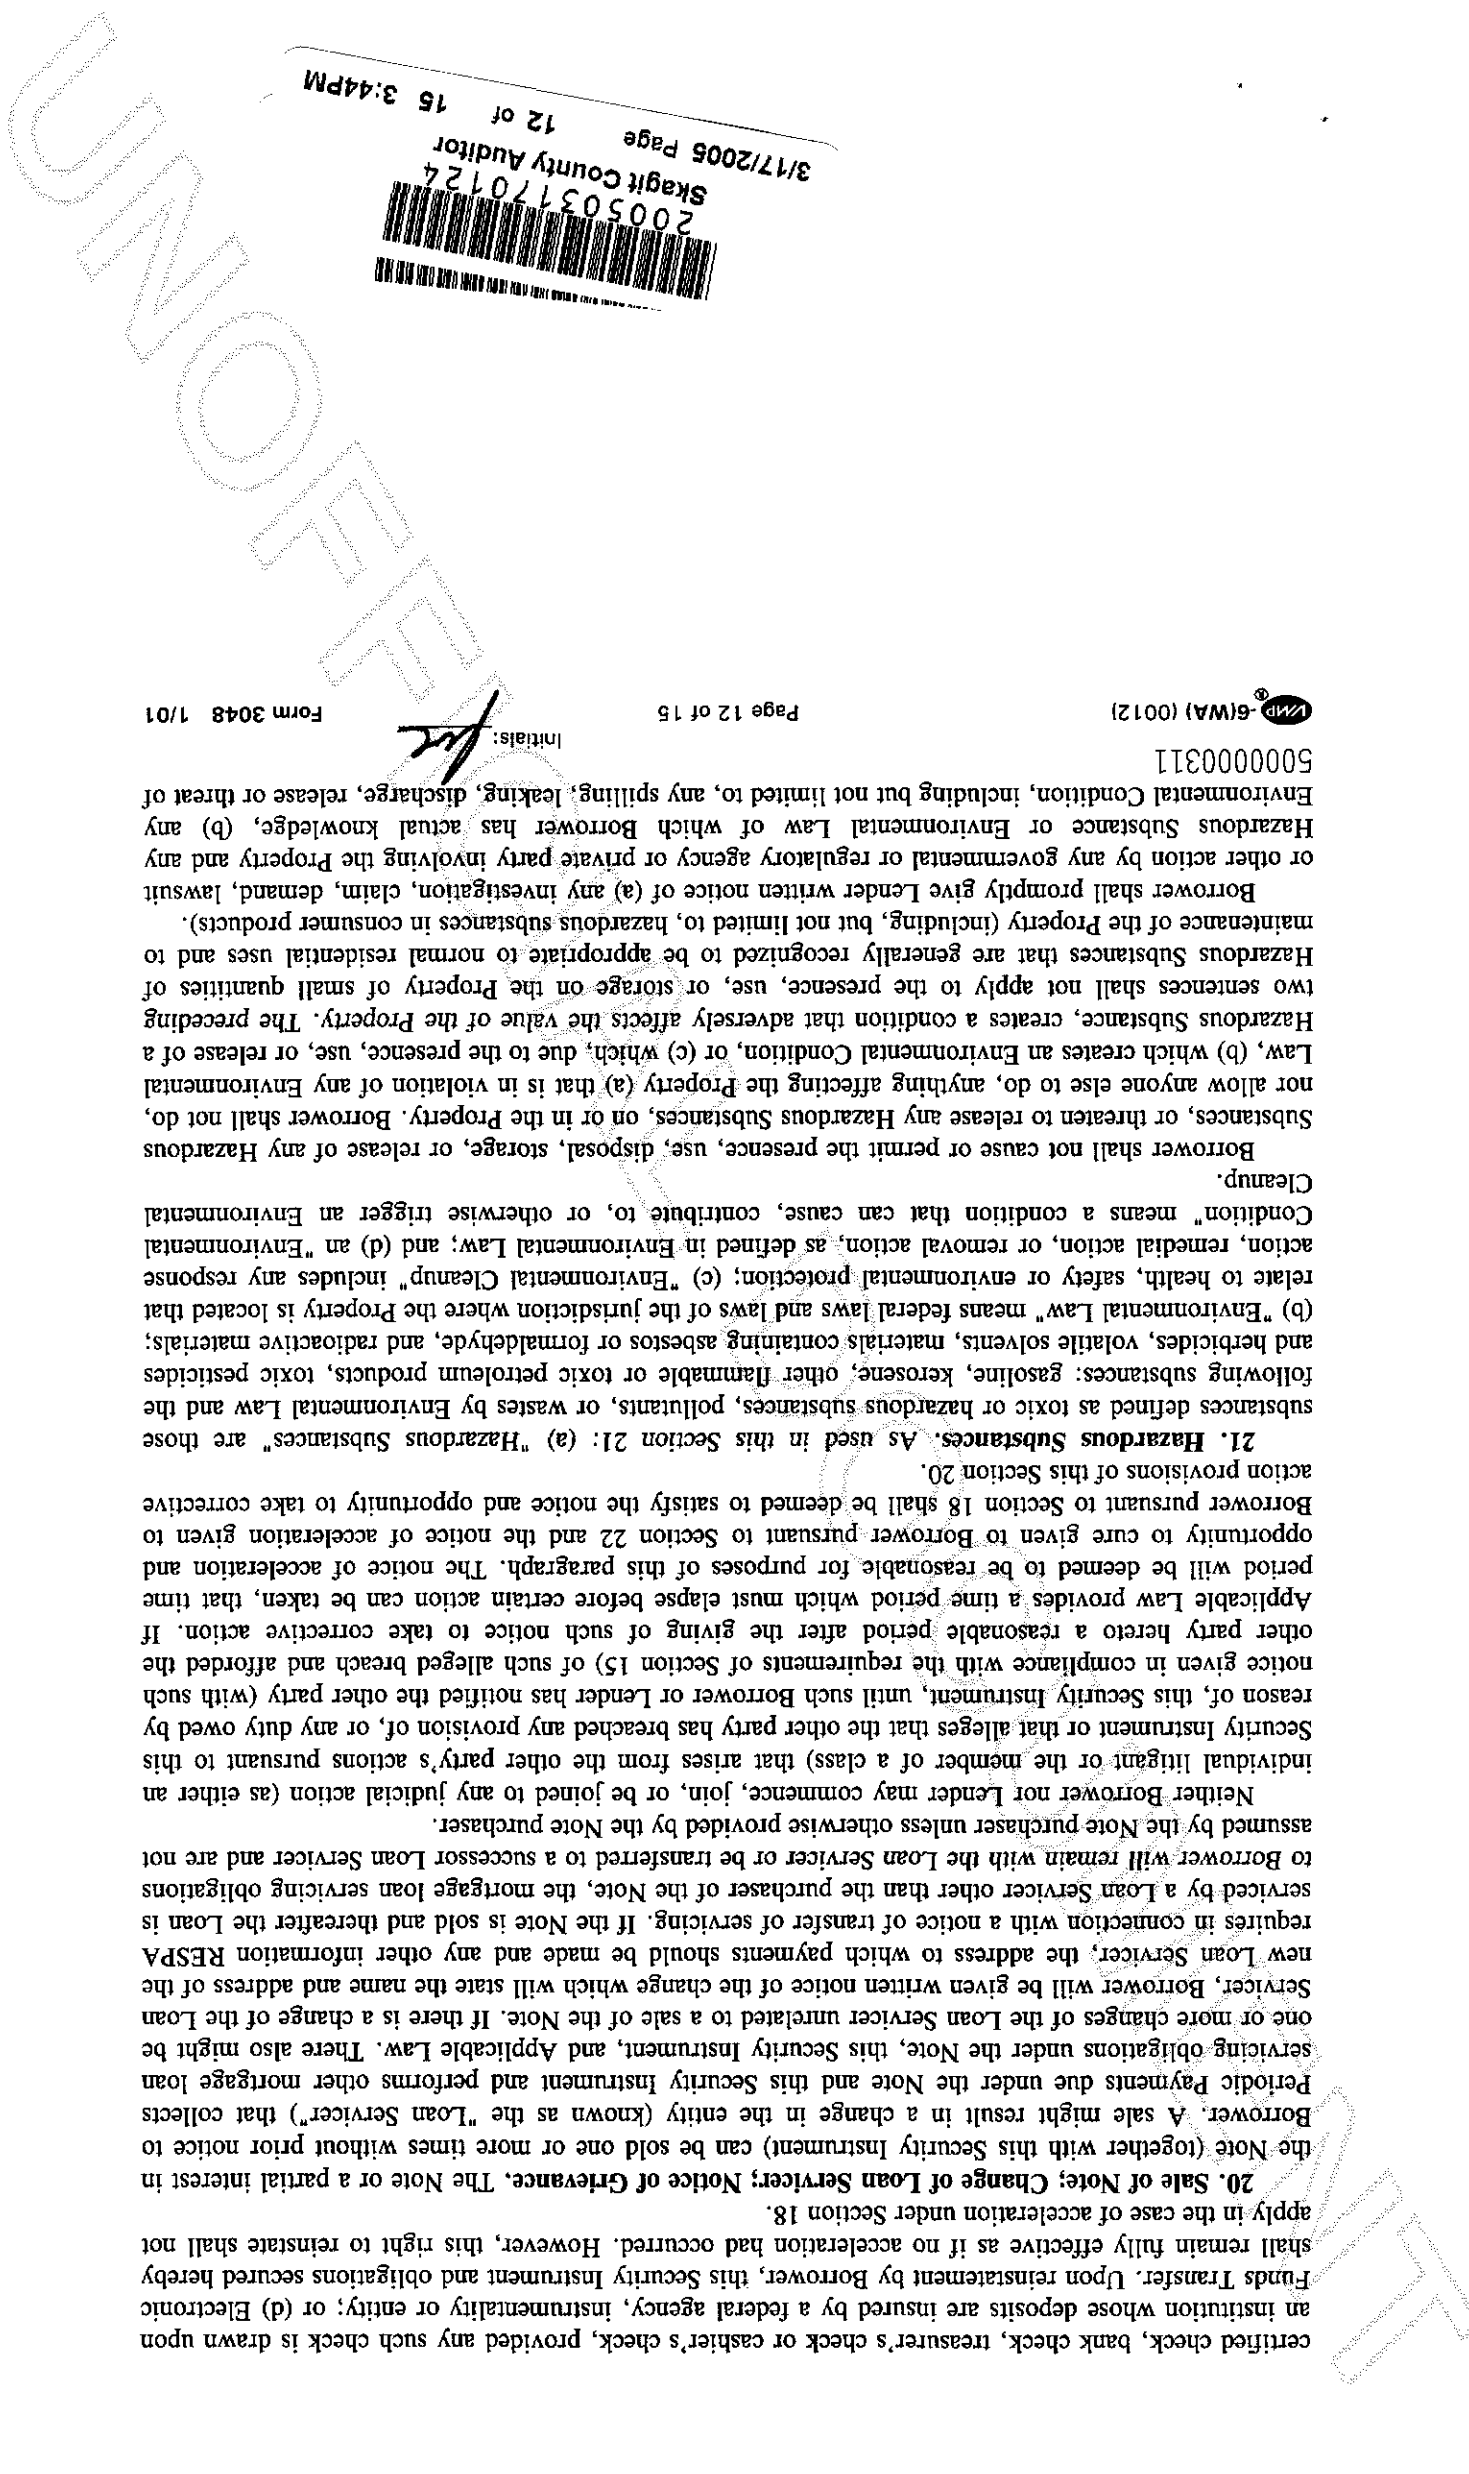 certified check, bank check, treasurer's check or cashier's check, provided any such check is drawn upon
an institution whose deposits are insured by a federal agency, instrumentality or entity; or (d) Electronic
Funds Transfer. Upon reinstatement by Borrower, this Security Instrument and obligations secured hereby
shall remain fully effective as if no acceleration had occurred. However, this right to reinstate shall not
apply in the case of acceleration under Section 18.
20. Sale of Note; Change of Loan Servicer; Notice of Grievance. The Note or a partial interest in
the Note (together with this Security Instrument) can be sold one or more times without prior notice to
Borrower. A sale might result in a change in the entity (known as the "Loan Servicer") that collects
Periodic Payments due under the Note and this Security Instrument and performs other mortgage loan
servicing obligations under the Note, this Security Instrument, and Applicable Law. There also might be
one or more changes of the Loan Servicer unrelated to a sale of the Note. If there is a change of the Loan
Servicer, Borrower will be given written notice of the change which will state the name and address of the
new Loan Servicer, the address to which payments should be made and any other information RESPA
requires in connection with a notice of transfer of servicing. If the Note is sold and thereafter the Loan is
serviced by a Loan Servicer other than the purchaser of the Note, the mortgage loan servicing obligations
to Borrower will remain with the Loan Servicer or be transferred to a successor Loan Servicer and are not
assumed by the Note purchaser unless otherwise provided by the Note purchaser.
Neither Borrower nor Lender may commence, join, or be joined to any judicial action (as either an
individual litigant or the member of a class) that arises from the other party's actions pursuant to this
Security Instrument or that alleges that the other party has breached any provision of, or any duty owed by
reason of, this Security Instrument, until such Borrower or Lender has notified the other party (with such
notice given in compliance with the requirements of Section 15) of such alleged breach and afforded the
other party hereto a reasonable period after the giving of such notice to take corrective action. If
Applicable Law provides a time period which must elapse before certain action can be taken, that time
period will be deemed to be reasonable for purposes of this paragraph. The notice of acceleration and
opportunity to cure given to Borrower pursuant to Section 22 and the notice of acceleration given to
Borrower pursuant to Section 18 shall be deemed to satisfy the notice and opportunity to take corrective
action provisions of this Section 20.
21. Hazardous Substances. As used in this Section 21: (a) "Hazardous Substances" are those
substances defined as toxic or hazardous substances, pollutants, or wastes by Environmental Law and the
following substances: gasoline, kerosene, other flammable or toxic petroleum products, toxic pesticides
and herbicides, volatile solvents, materials containing asbestos or formaldehyde, and radioactive materials;
(b) "Environmental Law" means federal laws and laws of the jurisdiction where the Property is located that
relate to health, safety or environmental protection; (c) "Environmental Cleanup" includes any response
action, remedial action, or removal action, as defined in Environmental Law; and (d) an "Environmental
Condition" means a condition that can cause, contribute to, or otherwise trigger an Environmental
Cleanup.
Borrower shall not cause or permit the presence, use, disposal, storage, or release of any Hazardous
Substances, or threaten to release any Hazardous Substances, on or in the Property. Borrower shall not do,
nor allow anyone else to do, anything affecting the Property (a) that is in violation of any Environmental
Law, (b) which creates an Environmental Condition, or (c) which, due to the presence, use, or release of a
Hazardous Substance, creates a condition that adversely affects the value of the Property. The preceding
two sentences shall not apply to the presence, use, or storage on the Property of small quantities of
Hazardous Substances that are generally recognized to be appropriate to normal residential uses and to
maintenance of the Property (including, but not limited to, hazardous substances in consumer products).
Borrower shall promptly give Lender written notice of (a) any investigation, claim, demand, lawsuit
or other action by any governmental or regulatory agency or private party involving the Property and any
Hazardous Substance or Environmental Law of which Borrower has actual knowledge, (b) any
Environmental Condition, including but not limited to, any spilling, leaking, discharge, release or threat of
5000000311
Initials:
VMP®-6(WA) (0012) Page 12 of 15 Form 3048 1/01
200503170124
Skagit County Auditor
3/17/2005 Page 12 of 15 3:44PM
UNOFFICIAL DOCUMENT